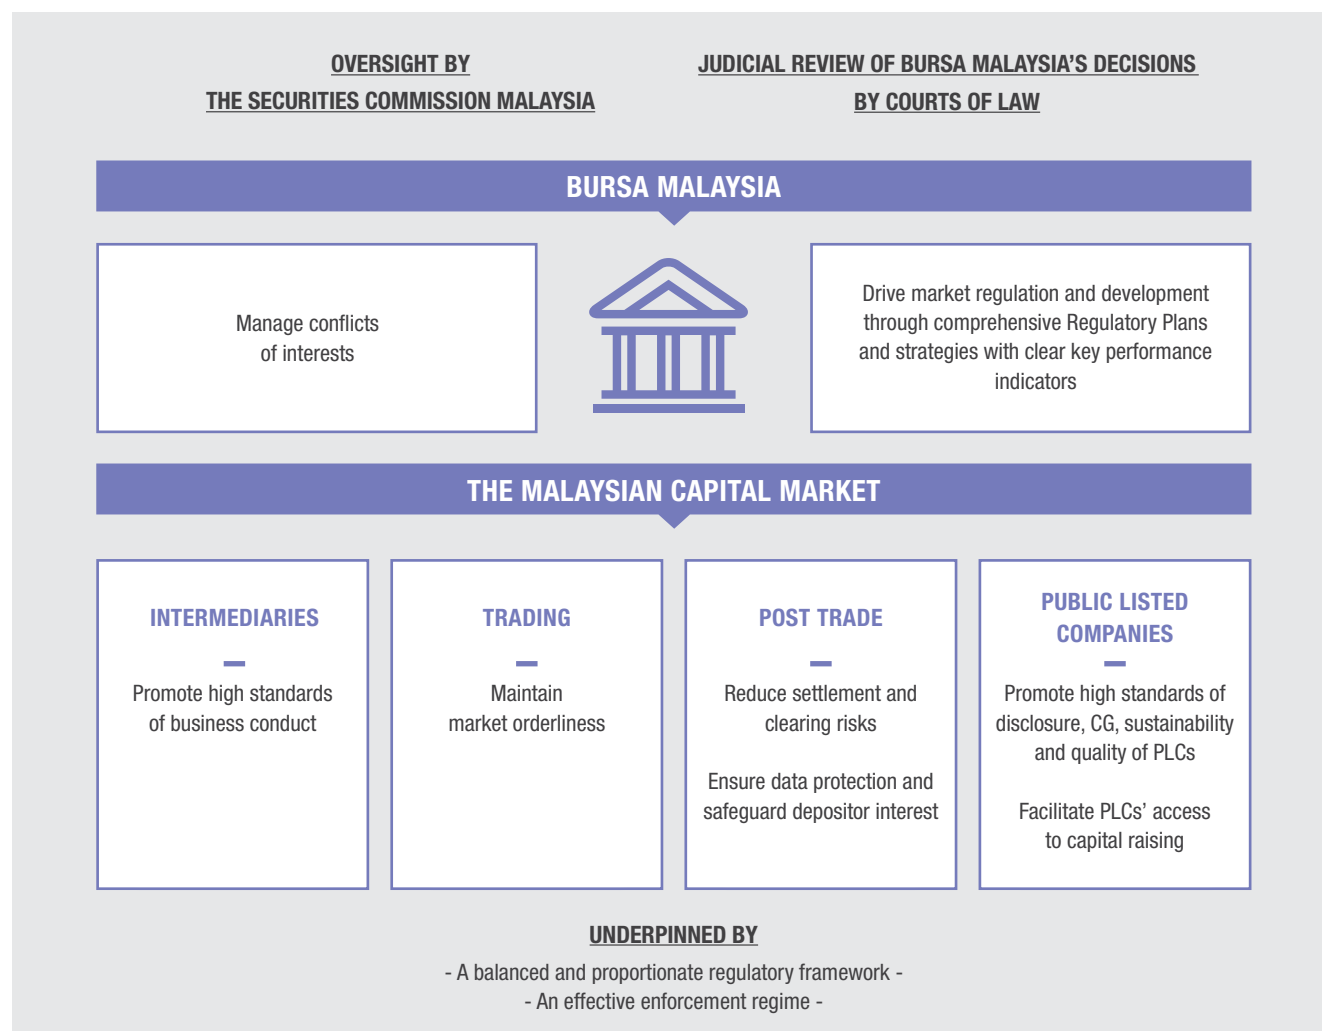 OVERSIGHT BY
THE SECURITIES COMMISSION MALAYSIA
JUDICIAL REVIEW OF BURSA MALAYSIA'S DECISIONS
BY COURTS OF LAW
BURSA MALAYSIA
Manage conflicts
of interests
Drive market regulation and development
through comprehensive Regulatory Plans
and strategies with clear key performance
indicators
THE MALAYSIAN CAPITAL MARKET
INTERMEDIARIES
Promote high standards
of business conduct
TRADING
Maintain
market orderliness
POST TRADE
Reduce settlement and
clearing risks
Ensure data protection and
safeguard depositor interest
PUBLIC LISTED
COMPANIES
Promote high standards of
disclosure, CG, sustainability
and quality of PLCs
Facilitate PLCs' access
to capital raising
UNDERPINNED BY
- A balanced and proportionate regulatory framework -
- An effective enforcement regime -